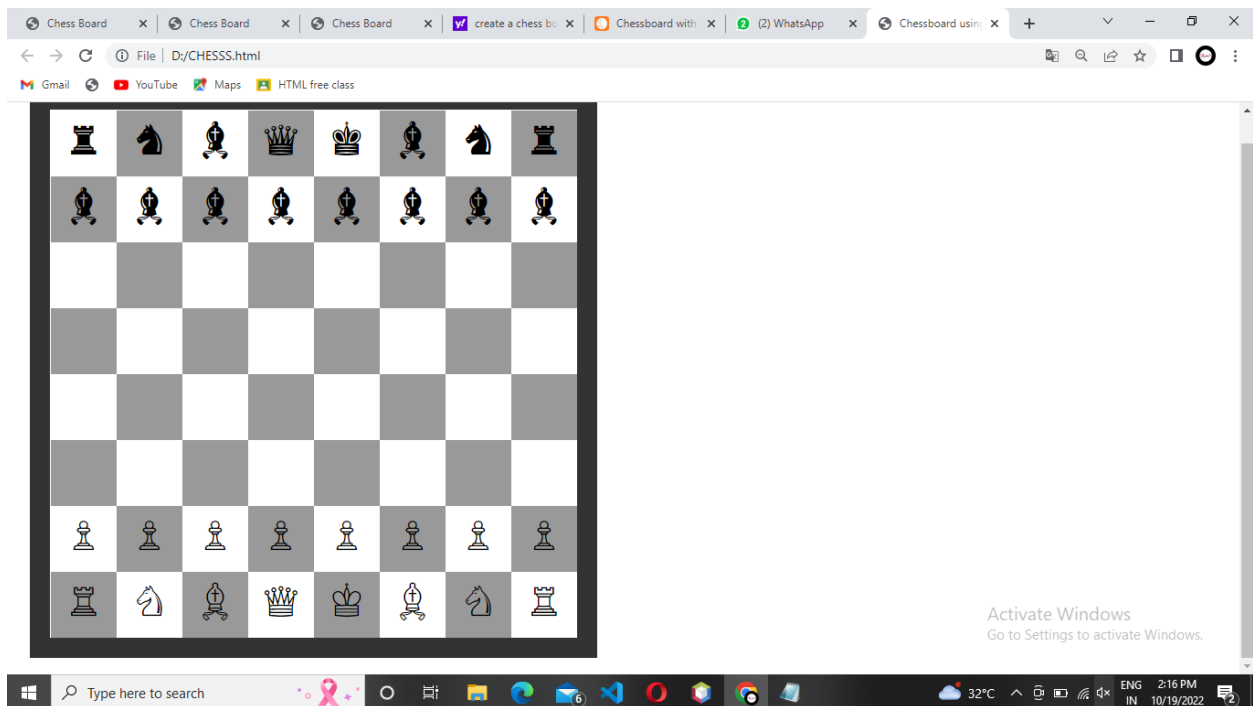 Chess Board
Chess Board
Chess Board
create a chess bo
Chessboard with
(2) WhatsApp
Chessboard usin
File D:/CHESSS.html
Gmail
YouTube
Maps
HTML free class
Activate Windows
Go to Settings to activate Windows.
Type here to search
6
32°C
ENG
IN
2:16 PM
10/19/2022
2